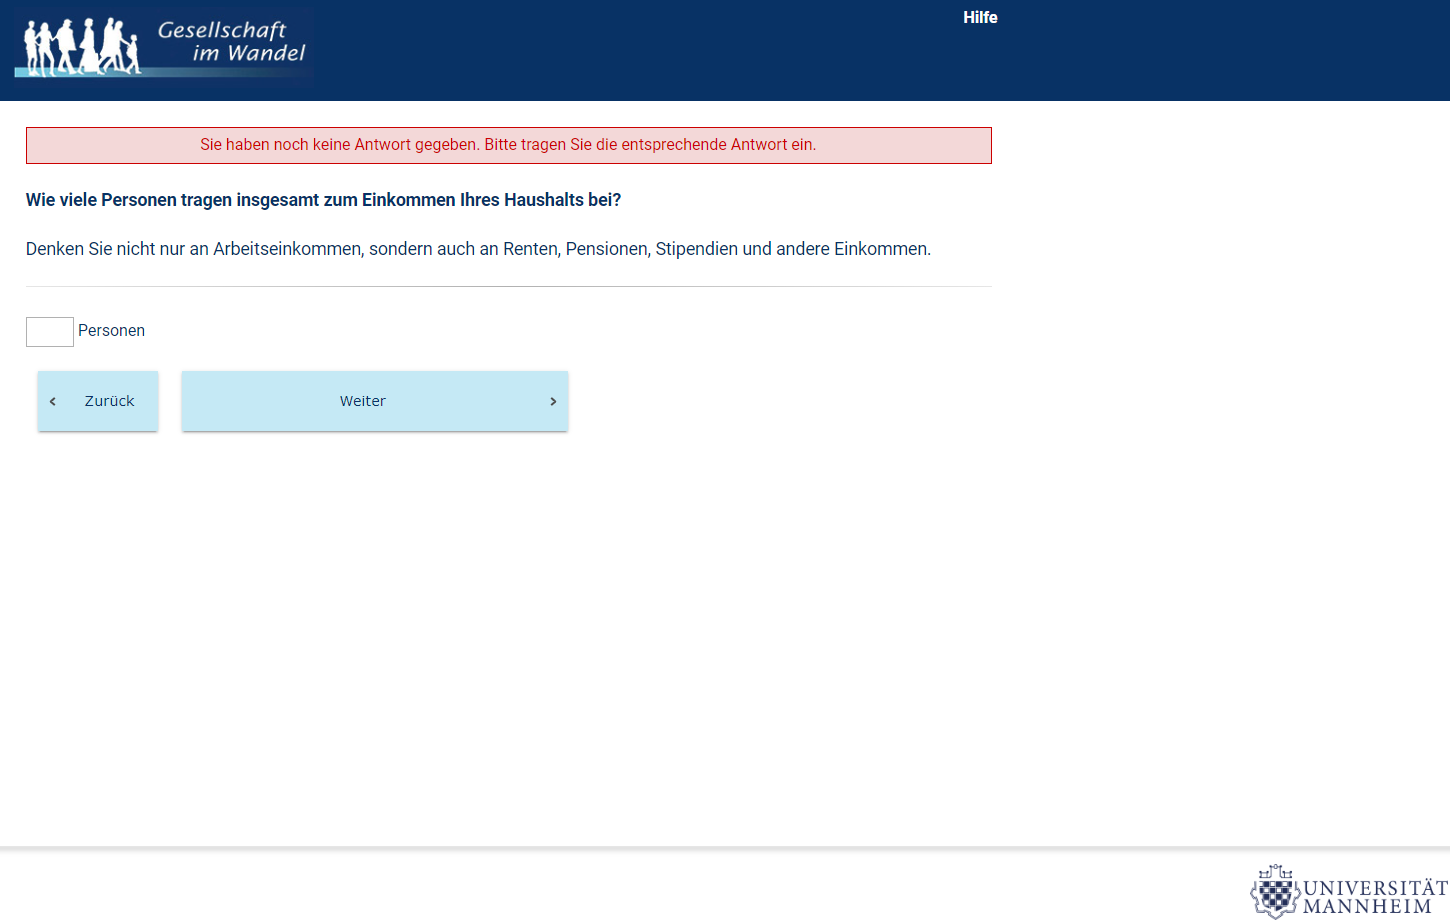 Gesellschaft
im Wandel
Hilfe
Sie haben noch keine Antwort gegeben. Bitte tragen Sie die entsprechende Antwort ein.
Wie viele Personen tragen insgesamt zum Einkommen Ihres Haushalts bei?
Denken Sie nicht nur an Arbeitseinkommen, sondern auch an Renten, Pensionen, Stipendien und andere Einkommen.
Personen
Zurück
Weiter
UNIVERSITÄT
MANNHEIM